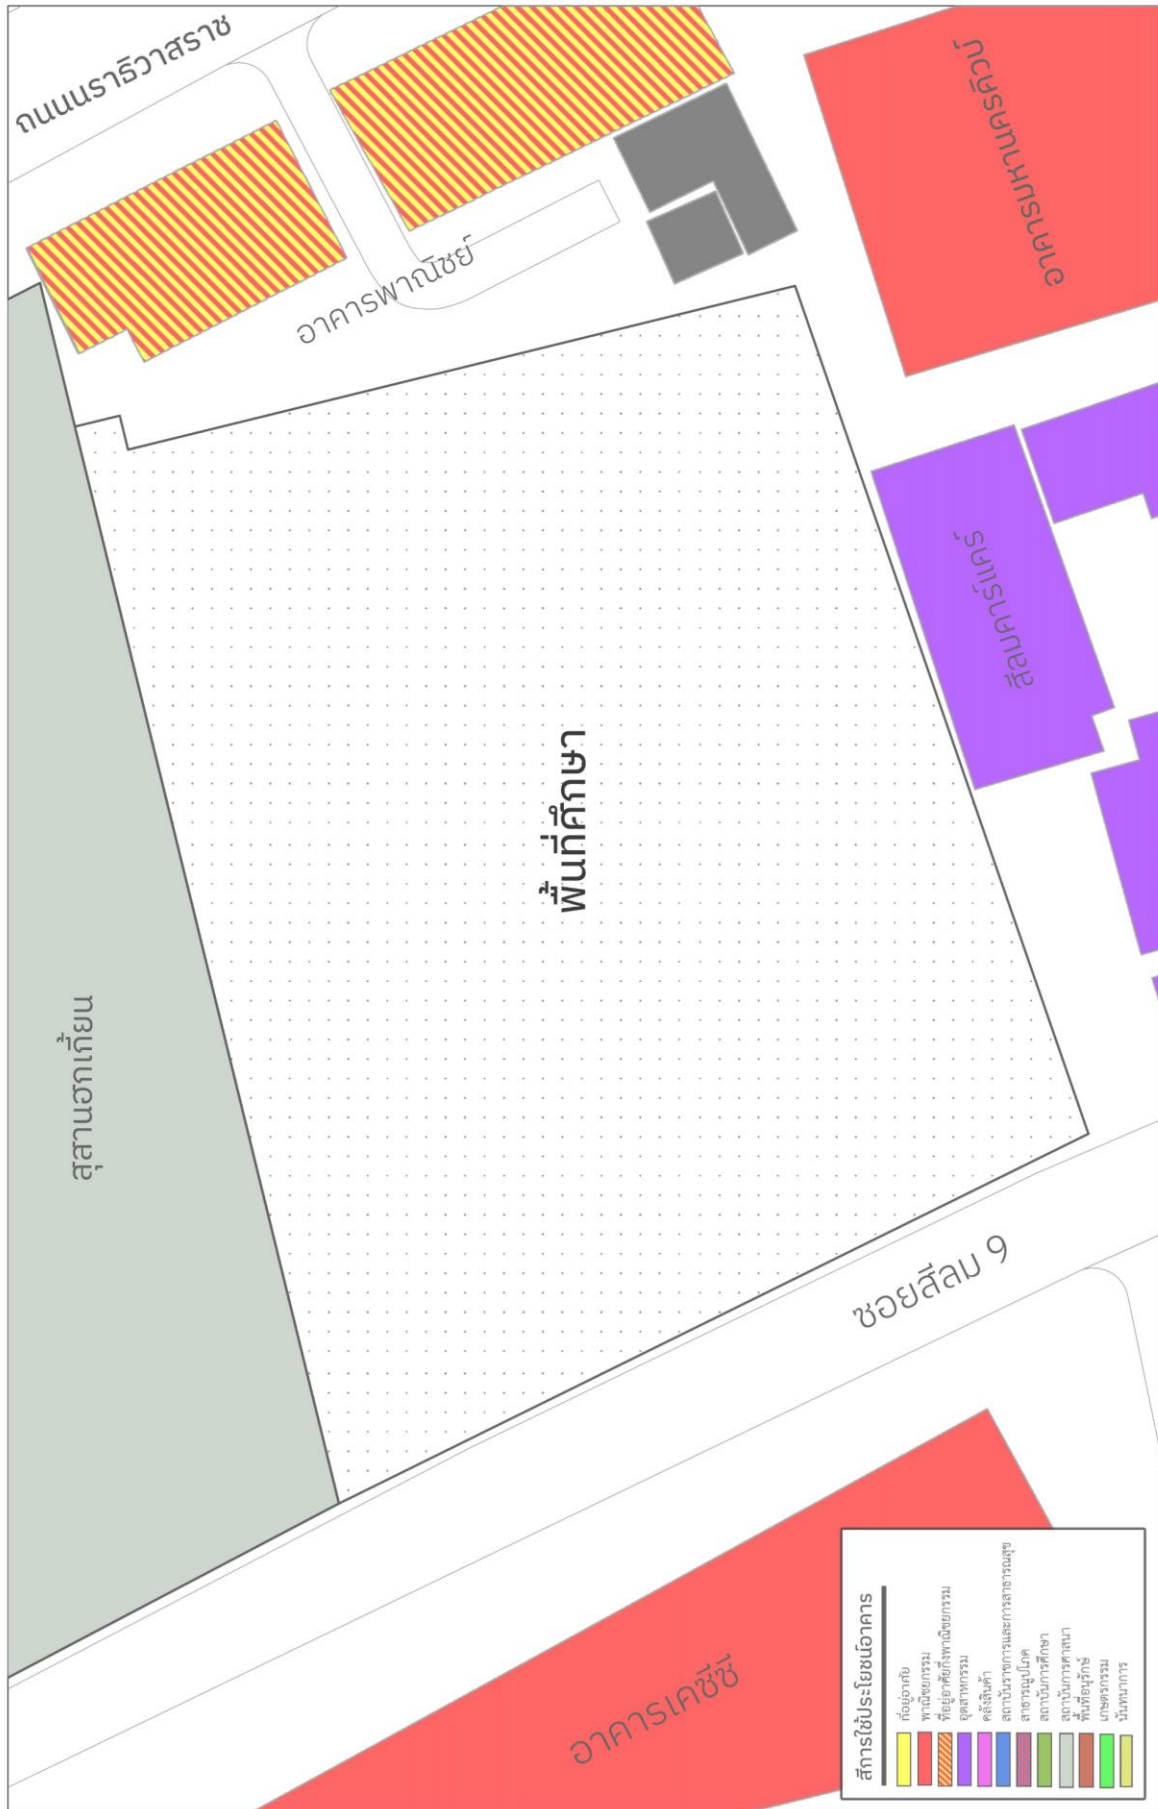 ถนนนราธิวาสราช
อาคารมหานครคิวบ์
อาคารพาณิชย์
สีลมคาร์แคร์
พื้นที่ศึกษา
สุสานฮกเกี้ยน
ซอยสีลม 9
อาคารเคซีซี
สีการใช้ประโยชน์อาคาร
ที่อยู่อาศัย
พาณิชยกรรม
ที่อยู่อาศัยกึ่งพาณิชยกรรม
อุตสาหกรรม
คลังสินค้า
สถาบันราชการและการสาธารณสุข
สาธารณูปโภค
สถาบันการศึกษา
สถาบันการศาสนา
พื้นที่อนุรักษ์
เกษตรกรรม
นันทนาการ